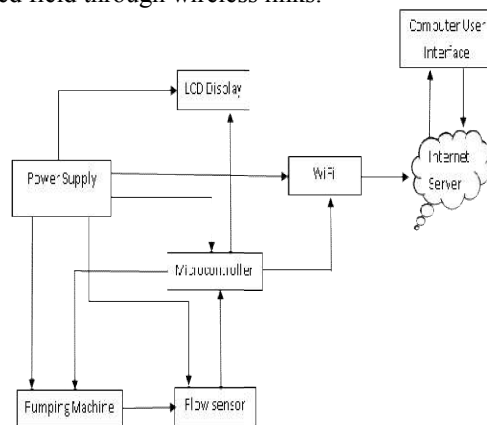 ed field through wireless links.
Computer User
Interface
LCD Display
Internet
Server
Power Supply
WiFi
Microcontroller
Pumping Machine
Flow sensor